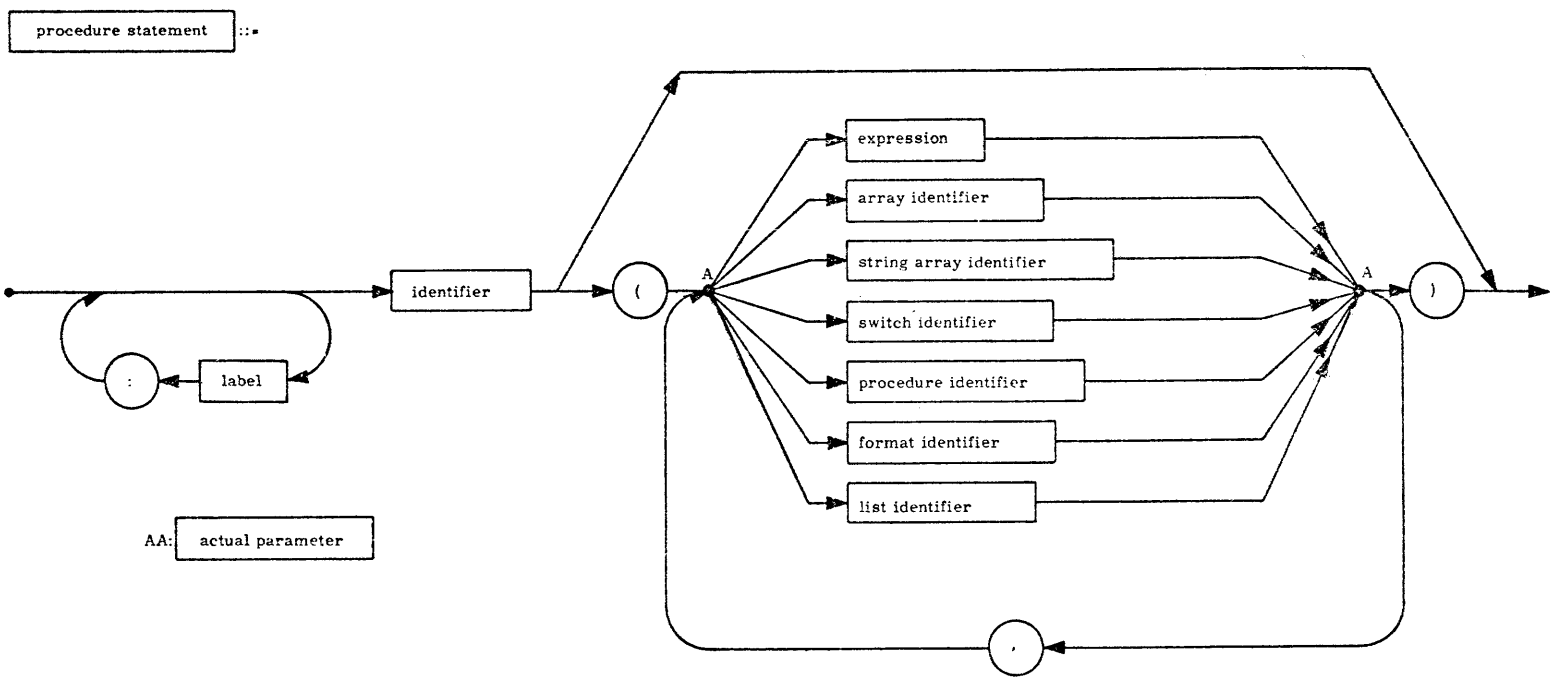 procedure statement ::=
expression
array identifier
A
string array identifier
A
identifier
(
)
switch identifier
:
label
procedure identifier
format identifier
list identifier
AA: actual parameter
,